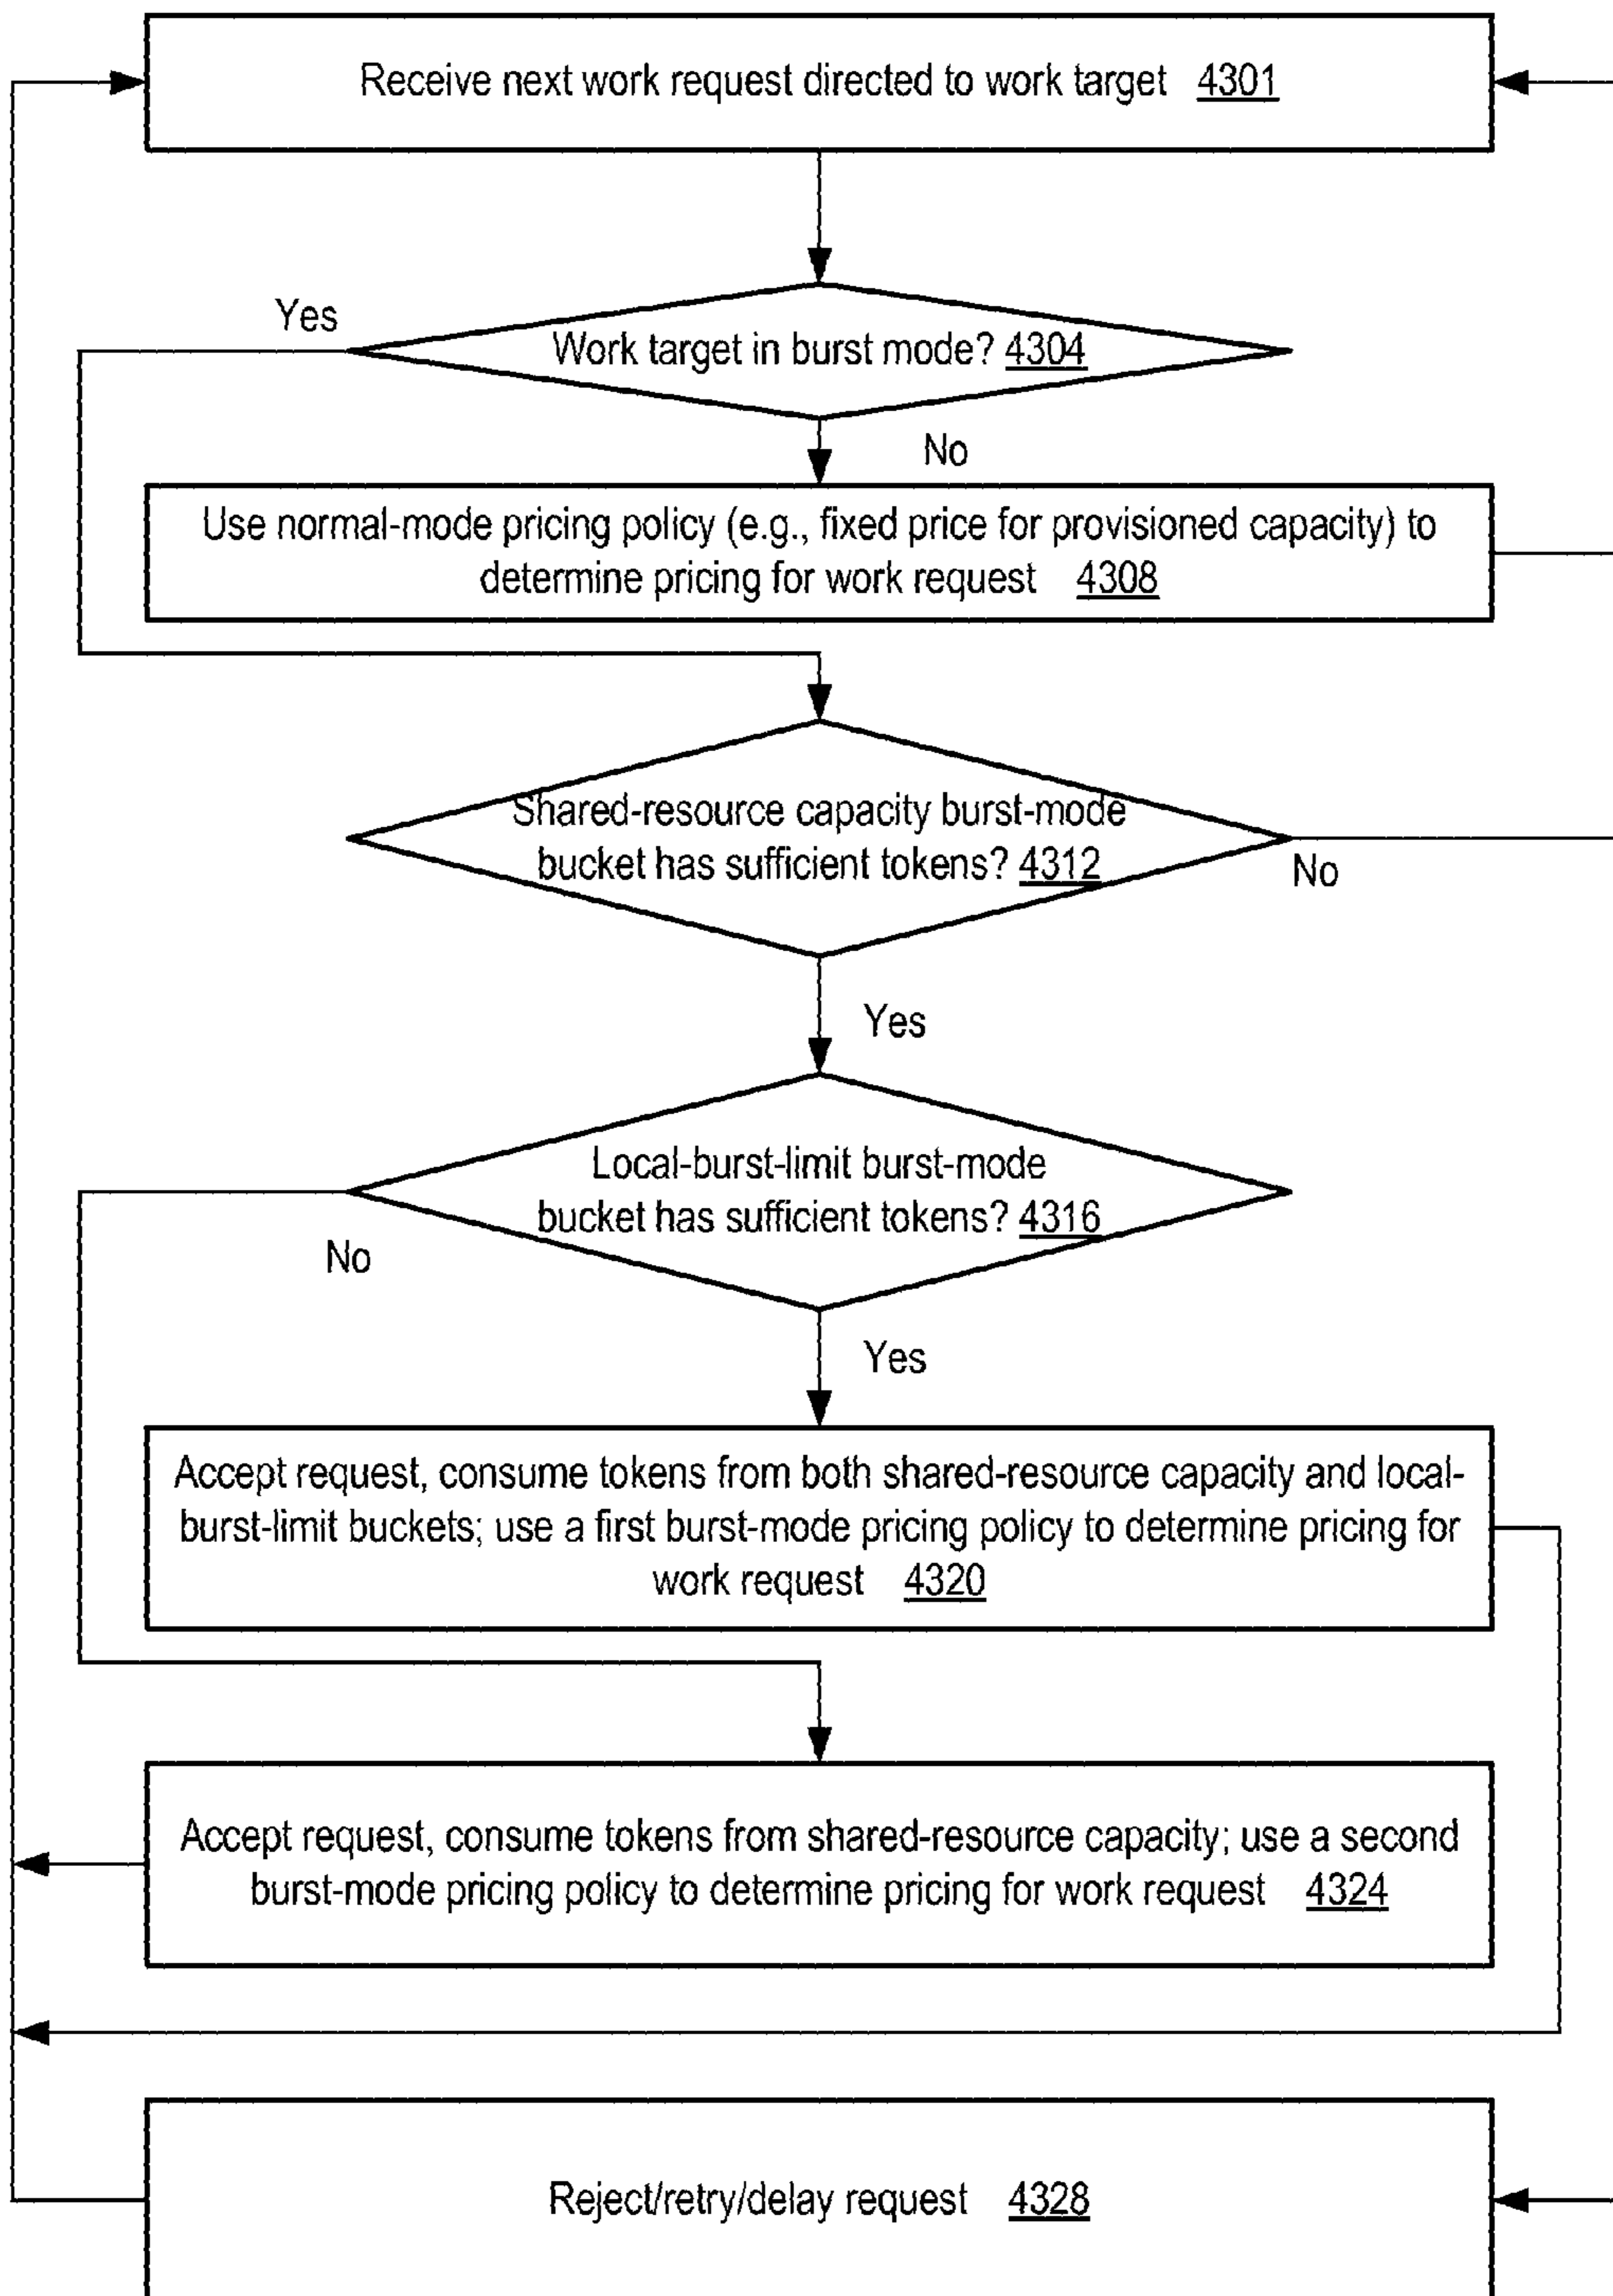 Receive next work request directed to work target 4301
Yes
Work target in burst mode? 4304
No
Use normal-mode pricing policy (e.g., fixed price for provisioned capacity) to
determine pricing for work request 4308
Shared-resource capacity burst-mode
bucket has sufficient tokens? 4312
No
Yes
Local-burst-limit burst-mode
bucket has sufficient tokens? 4316
No
Yes
Accept request, consume tokens from both shared-resource capacity and local-
burst-limit buckets; use a first burst-mode pricing policy to determine pricing for
work request 4320
Accept request, consume tokens from shared-resource capacity; use a second
burst-mode pricing policy to determine pricing for work request 4324
Reject/retry/delay request 4328